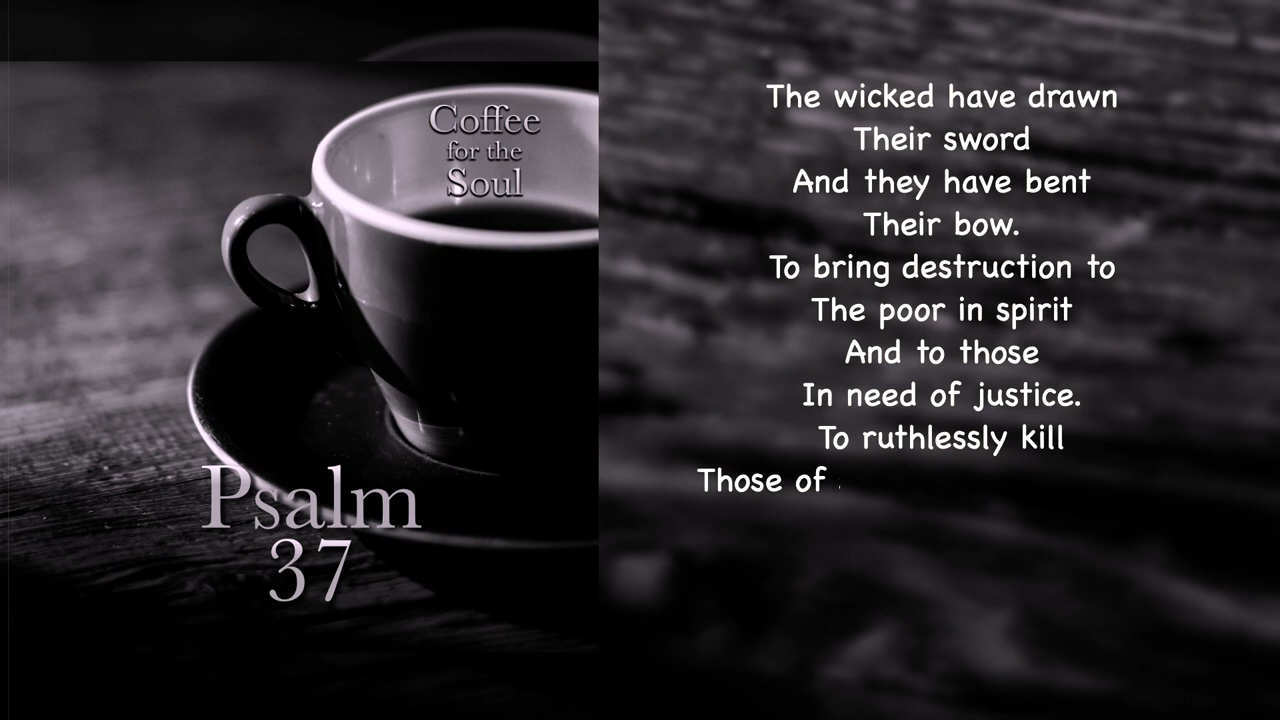 Coffee
for the
Soul
Psalm
37
The wicked have drawn
Their sword
And they have bent
Their bow.
To bring destruction to
The poor in spirit
And to those
In need of justice.
To ruthlessly kill
Those of